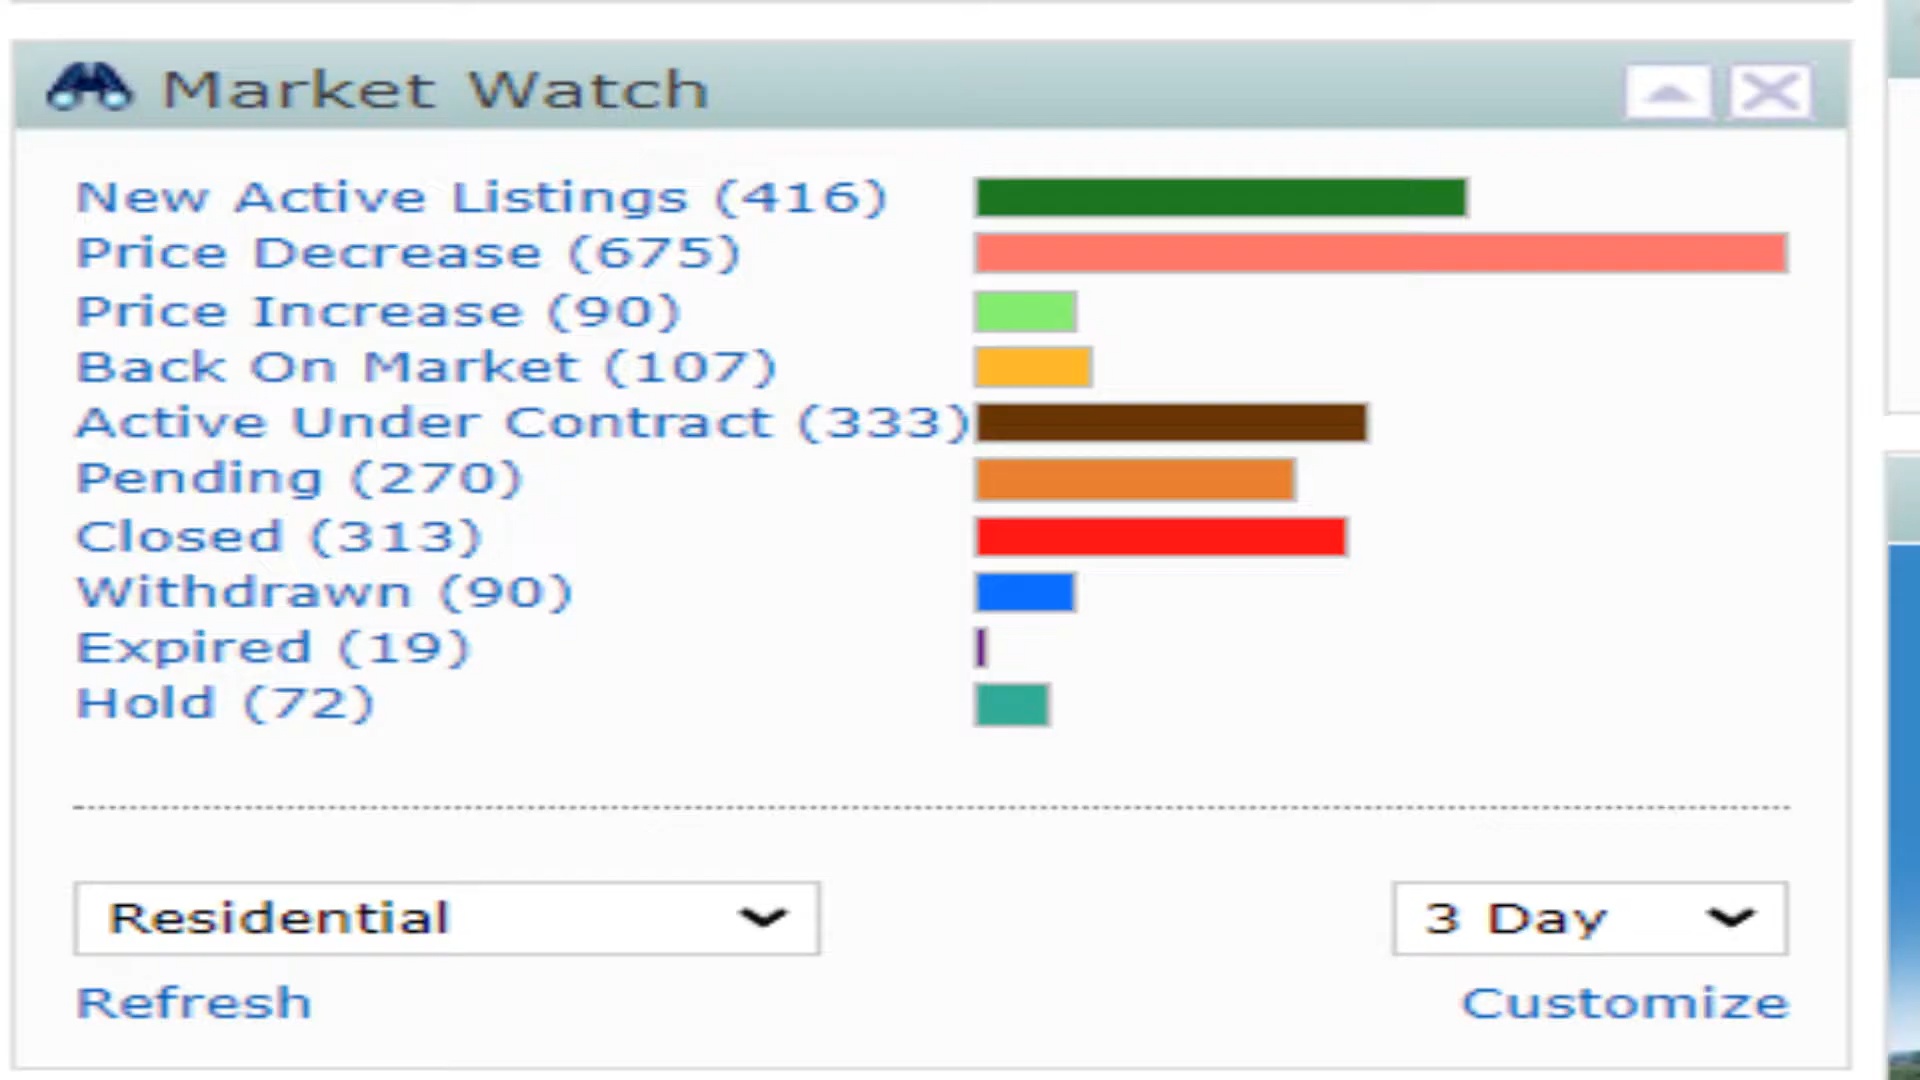 Market Watch
New Active Listings (416)
Price Decrease (675)
Price Increase (90)
Back On Market (107)
Active Under Contract (333)
Pending (270)
Closed (313)
Withdrawn (90)
Expired (19)
Hold (72)
Residential
3 Day
Refresh
Customize